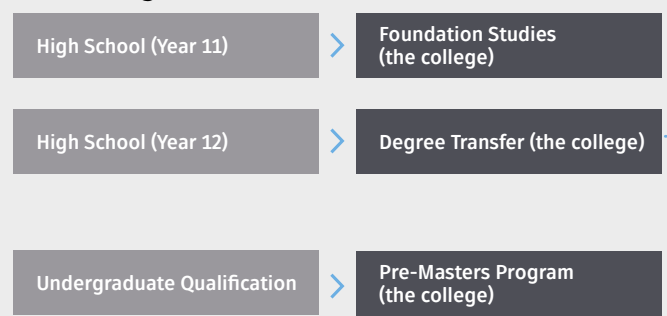 High School (Year 11)
Foundation Studies
(the college)
High School (Year 12)
Degree Transfer (the college)
Undergraduate Qualification
Pre-Masters Program
(the college)